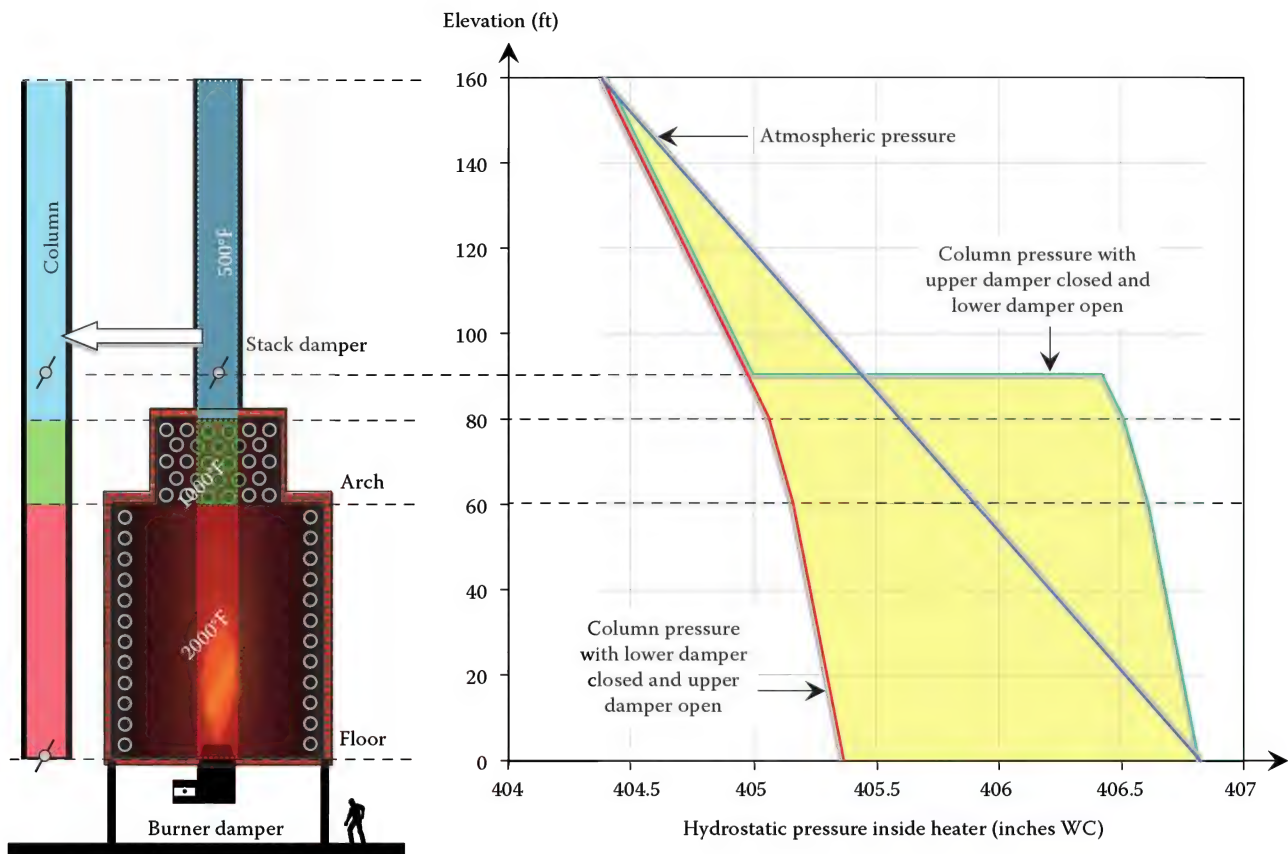 Elevation (ft)
160
140
120
100
80
60
40
20
0
404
404.5
405
405.5
406
406.5
407
Hydrostatic pressure inside heater (inches WC)
Atmospheric pressure
Column pressure with
upper damper closed and
lower damper open
Column pressure
with lower damper
closed and upper
damper open
Column
500°F
Stack damper
1000°F
Arch
2000°F
Floor
Burner damper